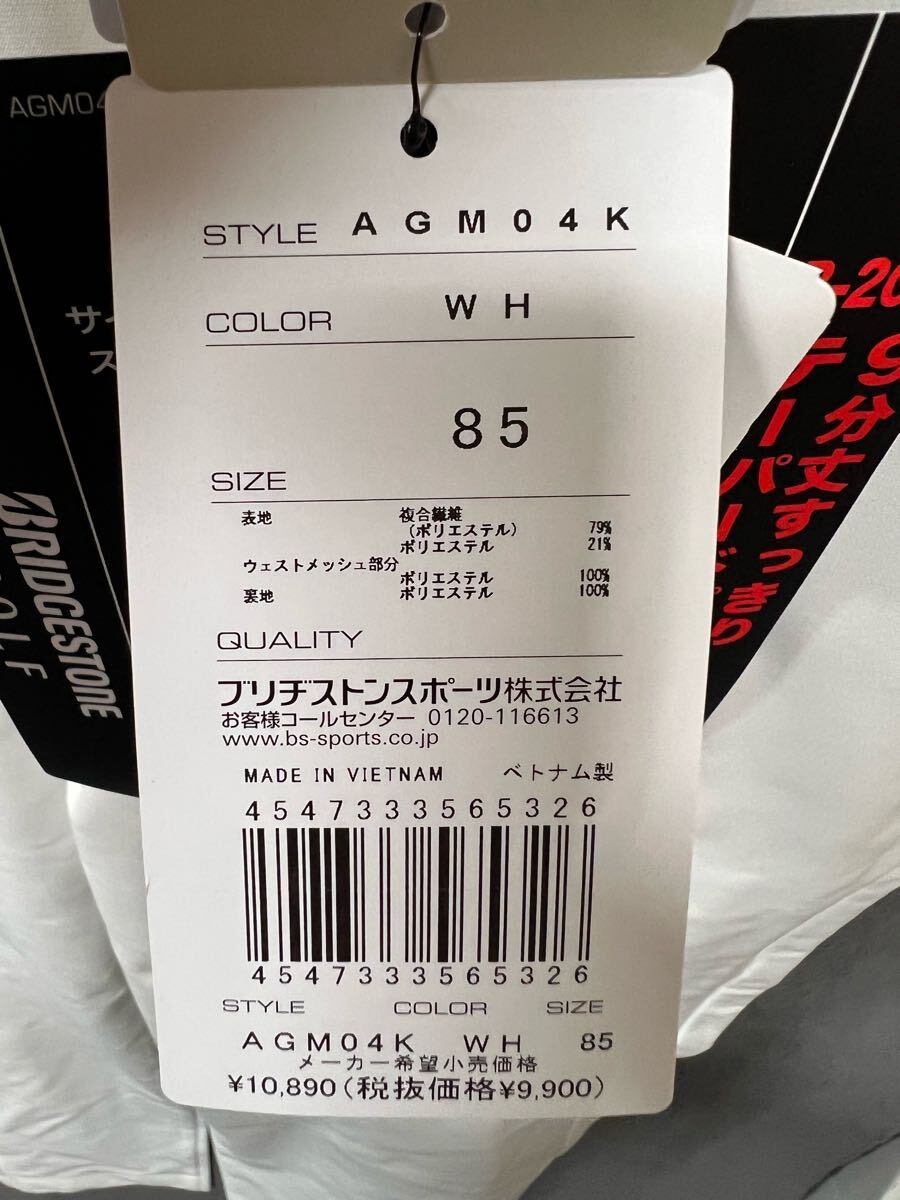 STYLE AGM04K
COLOR WH
85
SIZE
表地 複合繊維
(ポリエステル) 79%
ポリエステル 21%
ウェストメッシュ部分
ポリエステル 100%
裏地 ポリエステル 100%
QUALITY
ブリヂストンスポーツ株式会社
お客様コールセンター 0120-116613
www.bs-sports.co.jp
MADE IN VIETNAM ベトナム製
4547333565326
4547333565326
STYLE COLOR SIZE
AGM04K WH 85
メーカー希望小売価格
¥10,890(税抜価格¥9,900)
AGM04
BRIDGESTONE
GOLF
9分丈すっきり
テーパード